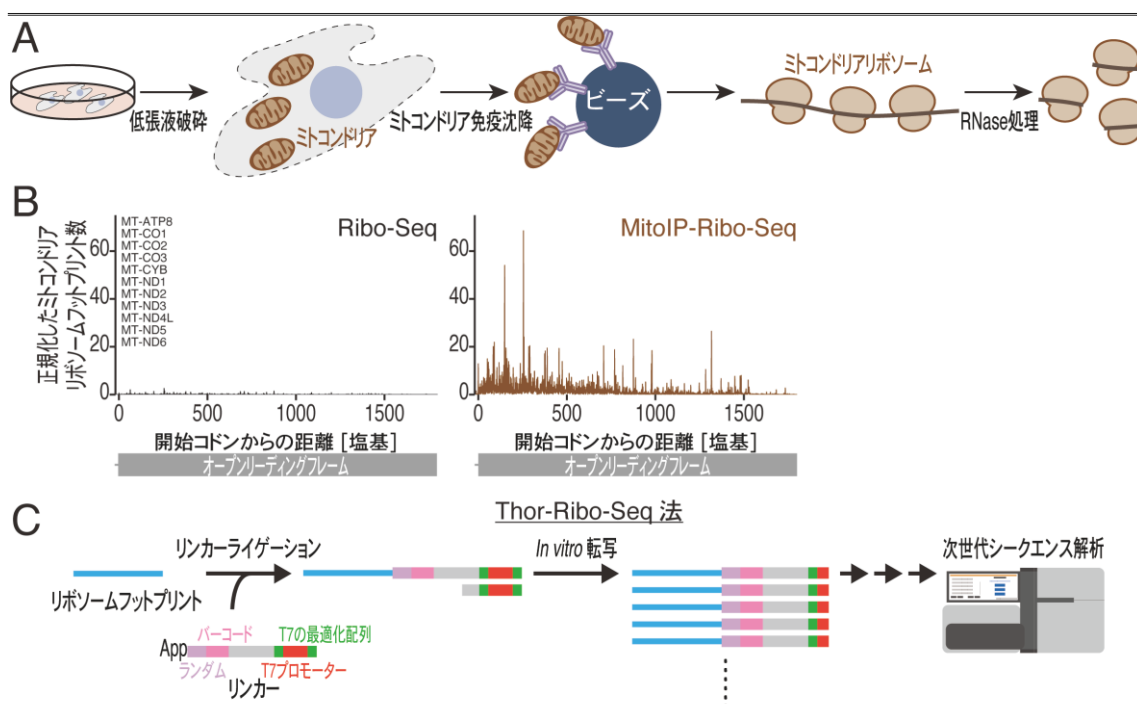 A
低張液破砕
ミトコンドリア
ミトコンドリア免疫沈降
ビーズ
ミトコンドリアリボソーム
RNase処理
B
正規化したミトコンドリア
リボソームフットプリント数
60
40
20
0
MT-ATP8
MT-CO1
MT-CO2
MT-CO3
MT-CYB
MT-ND1
MT-ND2
MT-ND3
MT-ND4L
MT-ND5
MT-ND6
Ribo-Seq
0 500 1000 1500
開始コドンからの距離 [塩基]
オープンリーディングフレーム
MitoIP-Ribo-Seq
60
40
20
0
0 500 1000 1500
開始コドンからの距離 [塩基]
オープンリーディングフレーム
C
Thor-Ribo-Seq 法
リボソームフットプリント
リンカーライゲーション
In vitro 転写
次世代シークエンス解析
バーコード
T7の最適化配列
App
ランダム
T7プロモーター
リンカー